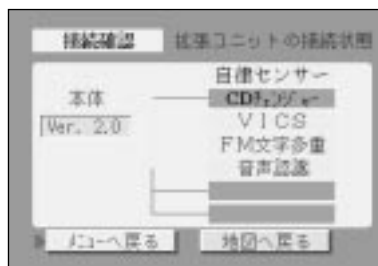 接続確認 拡張ユニットの接続状態
自律センサー
本体
CDチェンジャー
Ver. 2.0
VICS
FM文字多重
音声認識
メニューへ戻る 地図へ戻る